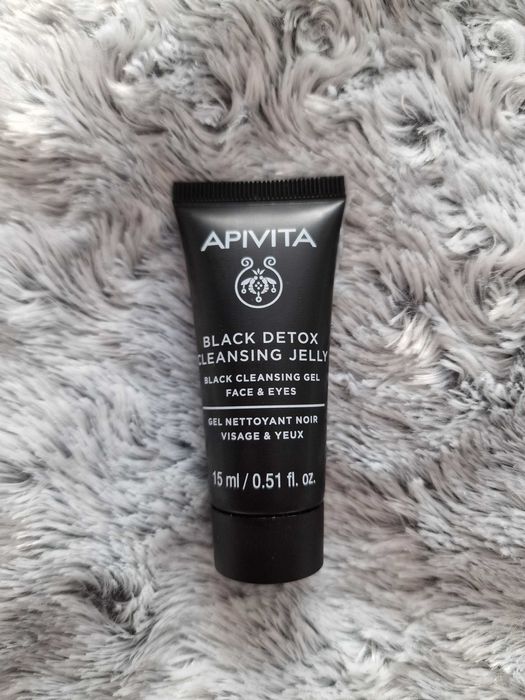 APIVITA
BLACK DETOX
CLEANSING JELLY
BLACK CLEANSING GEL
FACE & EYES
GEL NETTOYANT NOIR
VISAGE & YEUX
15 ml / 0.51 fl. oz.